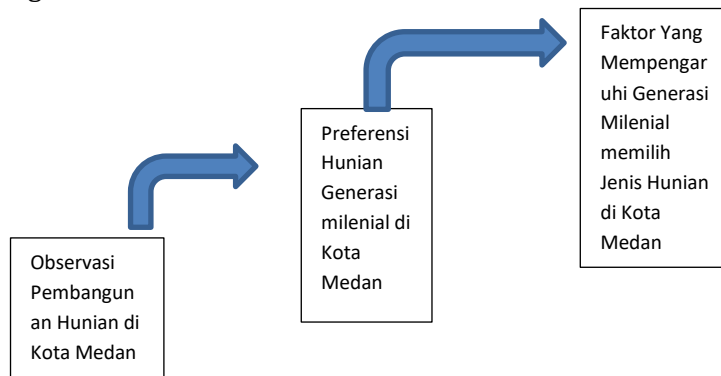 Observasi
Pembangun
an Hunian di
Kota Medan
Preferensi
Hunian
Generasi
milenial di
Kota
Medan
Faktor Yang
Mempengar
uhi Generasi
Milenial
memilih
Jenis Hunian
di Kota
Medan